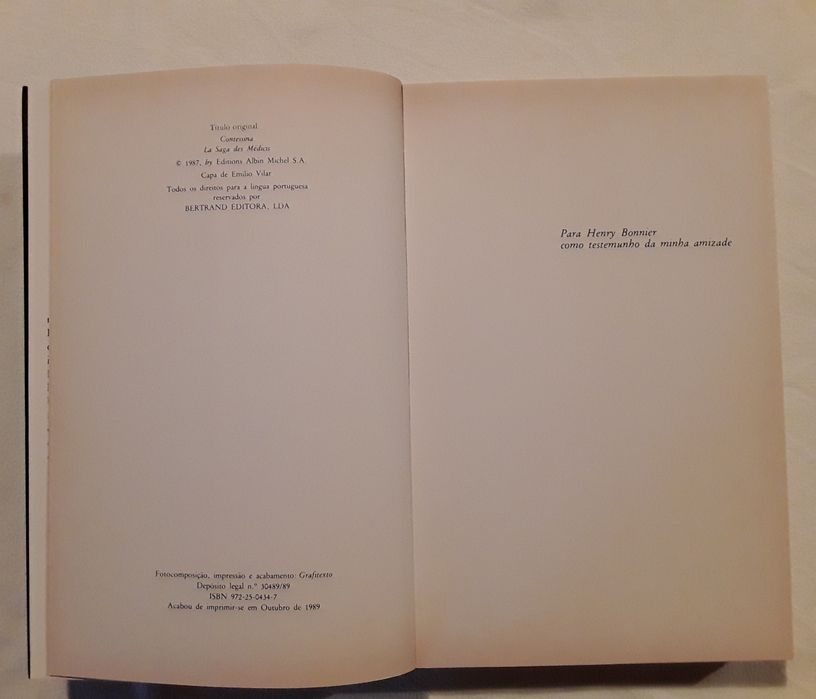 Título original:
Contessina
La Saga des Médicis
© 1987, by Editions Albin Michel S.A.
Capa de Emílio Vilar
Todos os direitos para a língua portuguesa
reservados por
BERTRAND EDITORA, LDA
Fotocomposição, impressão e acabamento: Grafitexto
Depósito legal n.º 30489/89
ISBN 972-25-0434-7
Acabou de imprimir-se em Outubro de 1989
Para Henry Bonnier
como testemunho da minha amizade